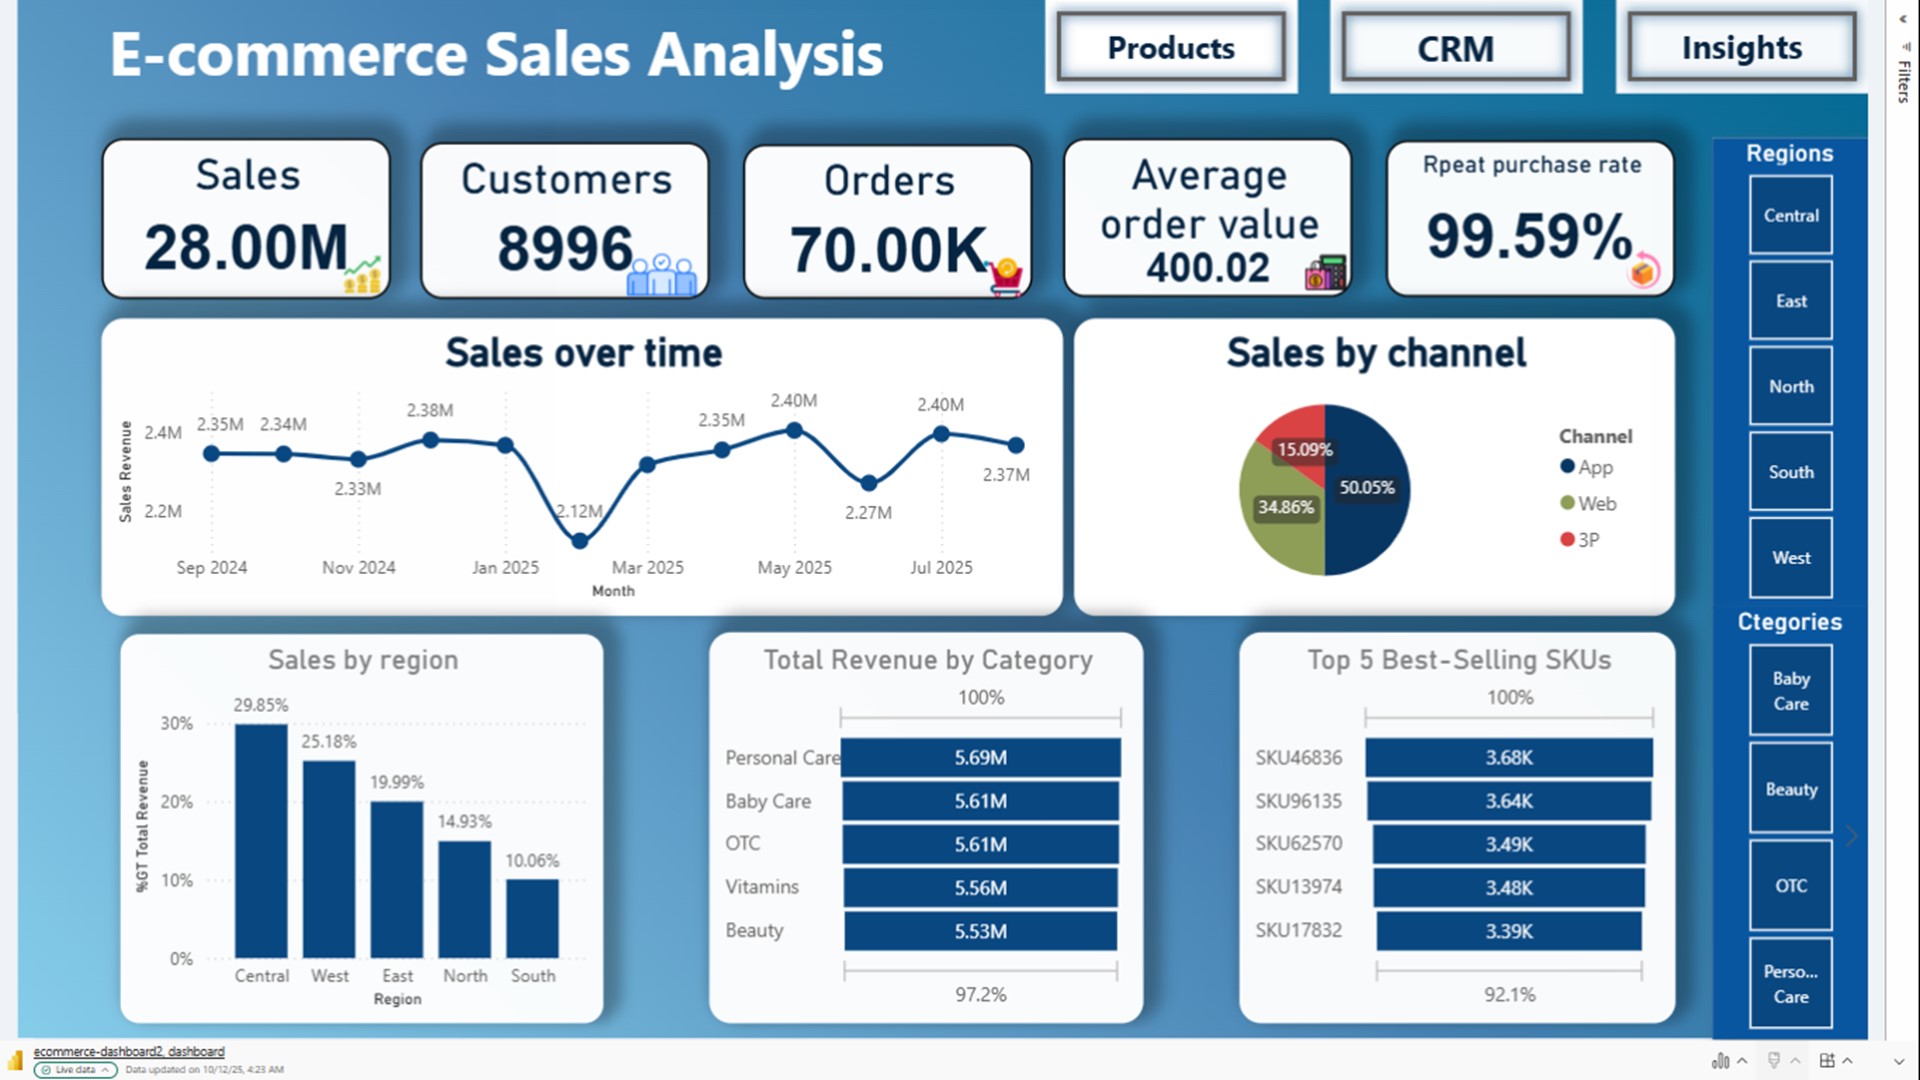 E-commerce Sales Analysis
Products
CRM
Insights
Filters
Sales
28.00M
Customers
8996
Orders
70.00K
Average
order value
400.02
Rpeat purchase rate
99.59%
Regions
Central
East
North
South
West
Ctegories
Baby
Care
Beauty
OTC
Perso...
Care
Sales over time
Sales Revenue
2.4M
2.2M
2.35M
2.34M
2.33M
2.38M
2.12M
2.35M
2.40M
2.27M
2.40M
2.37M
Sep 2024
Nov 2024
Jan 2025
Mar 2025
May 2025
Jul 2025
Month
Sales by channel
15.09%
50.05%
34.86%
Channel
App
Web
3P
Sales by region
%GT Total Revenue
30%
20%
10%
0%
29.85%
25.18%
19.99%
14.93%
10.06%
Central
West
East
North
South
Region
Total Revenue by Category
100%
Personal Care 5.69M
Baby Care 5.61M
OTC 5.61M
Vitamins 5.56M
Beauty 5.53M
97.2%
Top 5 Best-Selling SKUs
100%
SKU46836 3.68K
SKU96135 3.64K
SKU62570 3.49K
SKU13974 3.48K
SKU17832 3.39K
92.1%
ecommerce-dashboard2, dashboard
Live data
Data updated on 10/12/25, 4:23 AM